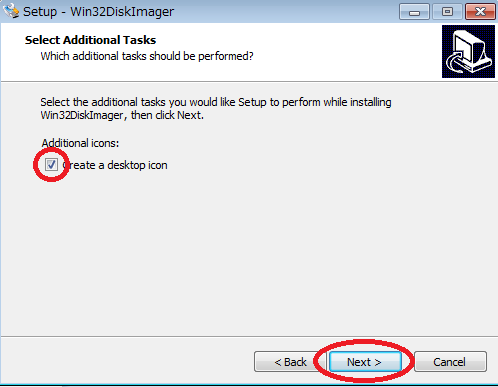 Setup - Win32DiskImager
Select Additional Tasks
Which additional tasks should be performed?
Select the additional tasks you would like Setup to perform while installing
Win32DiskImager, then click Next.
Additional icons:
Create a desktop icon
< Back
Next >
Cancel